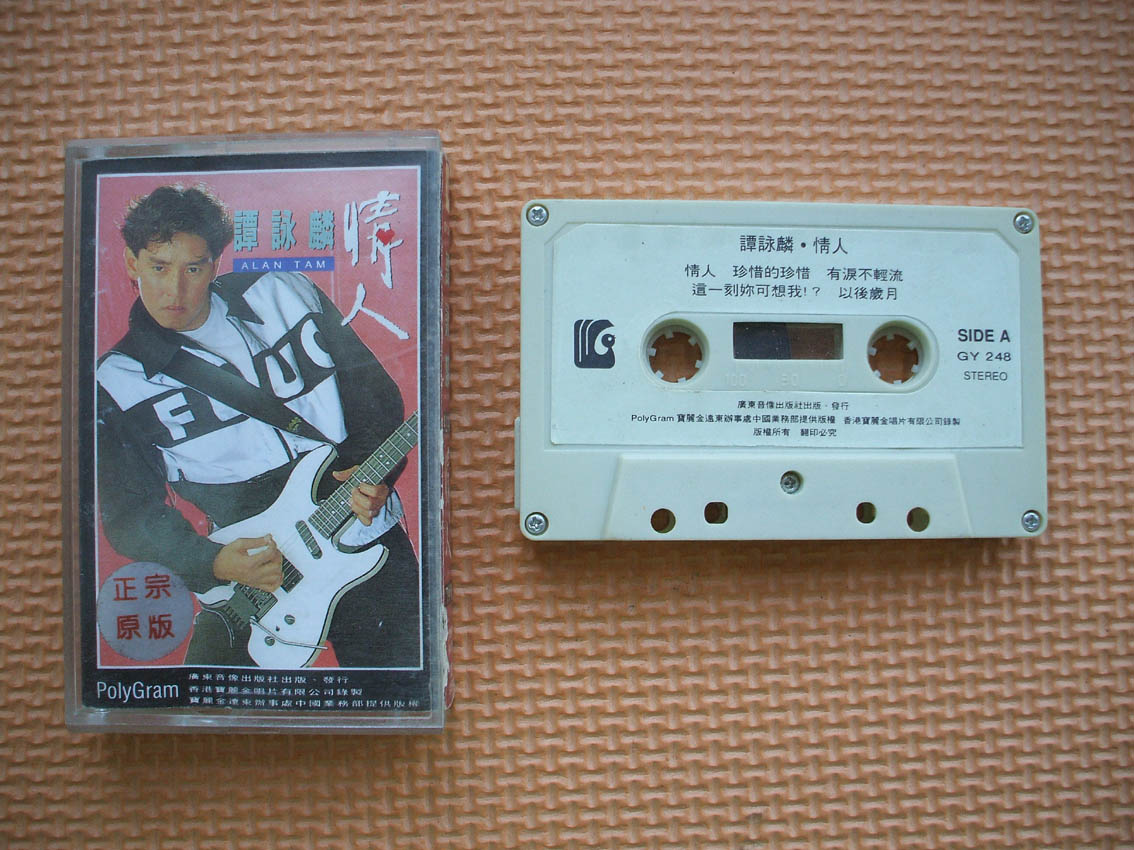 譚詠麟
ALAN TAM
情人
正宗
原版
PolyGram
廣東音像出版社出版、發行
香港寶麗金唱片有限公司錄製
寶麗金遠東辦事處中國業務部提供版權
譚詠麟•情人
情人 珍惜的珍惜 有淚不輕流
這一刻妳可想我!? 以後歲月
SIDE A
GY 248
STEREO
100 50 0
廣東音像出版社出版、發行
PolyGram 寶麗金遠東辦事處中國業務部提供版權 香港寶麗金唱片有限公司錄製
版權所有 翻印必究